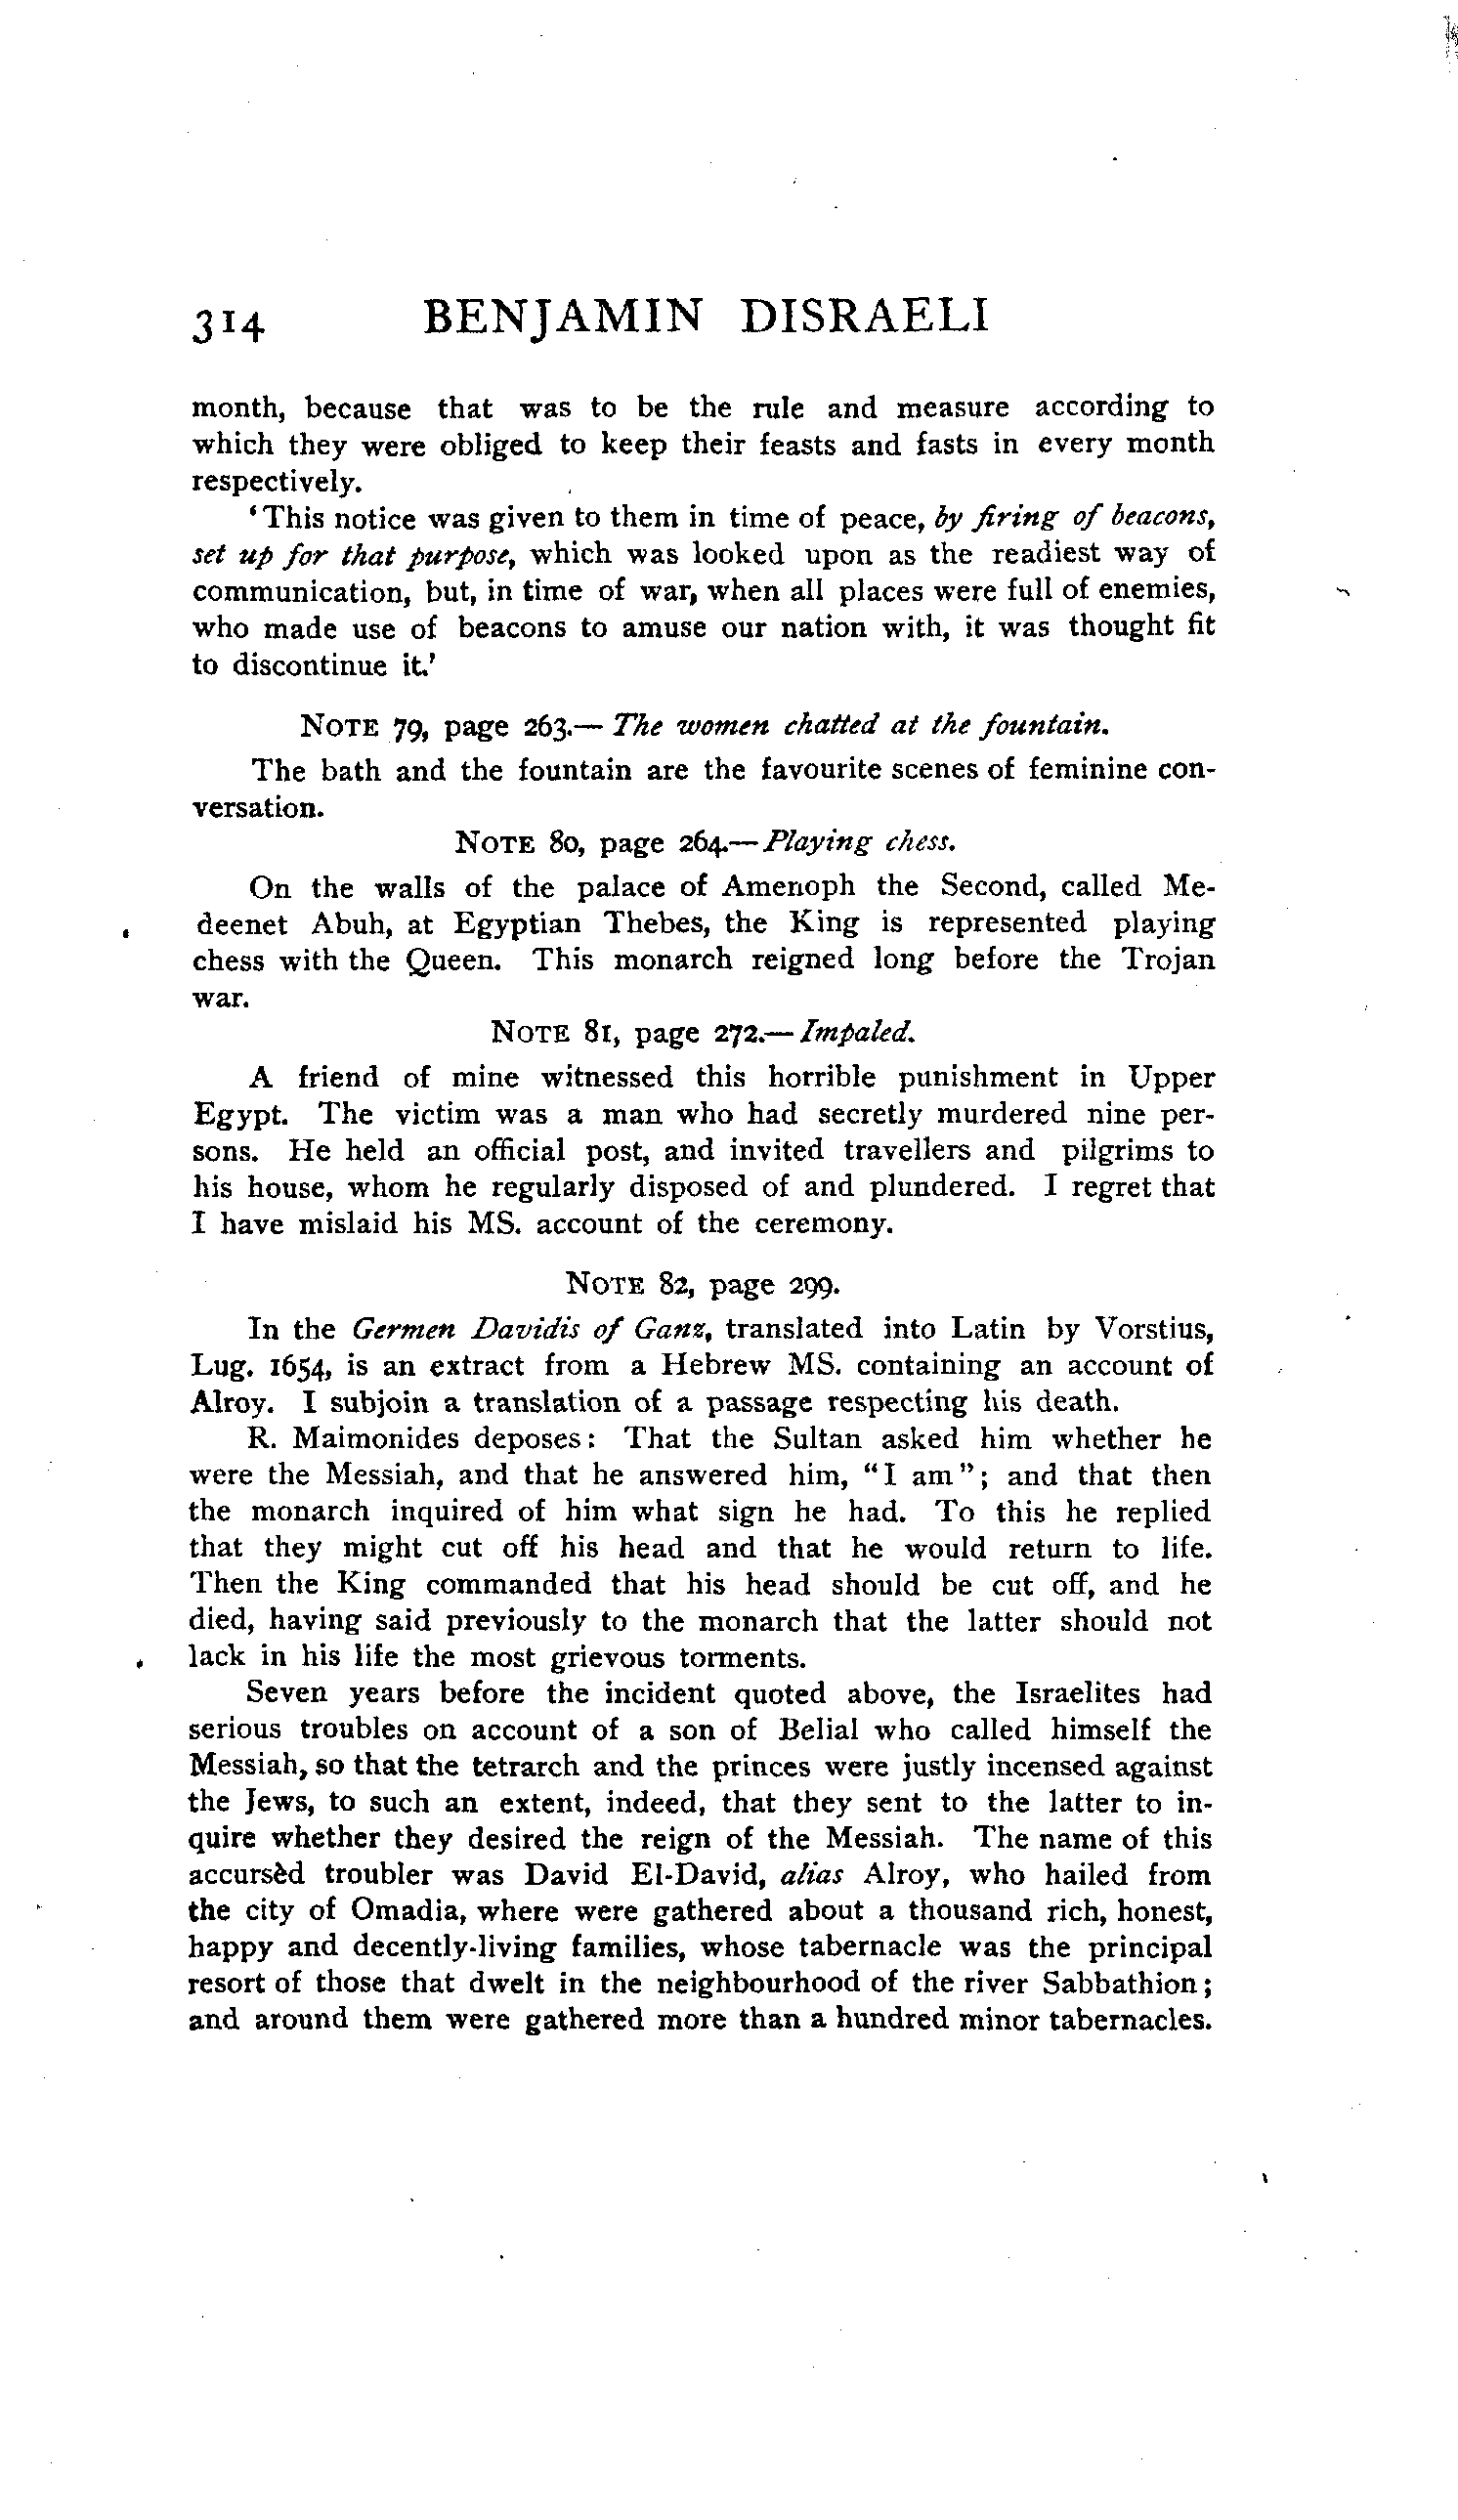 314 BENJAMIN DISRAELI
month, because that was to be the rule and measure according to
which they were obliged to keep their feasts and fasts in every month
respectively.
‘This notice was given to them in time of peace, by firing of beacons,
set up for that purpose, which was looked upon as the readiest way of
communication, but, in time of war, when all places were full of enemies,
who made use of beacons to amuse our nation with, it was thought fit
to discontinue it.’
NOTE 79, page 263.— The women chatted at the fountain.
The bath and the fountain are the favourite scenes of feminine con-
versation.
NOTE 80, page 264.— Playing chess.
On the walls of the palace of Amenoph the Second, called Me-
deenet Abuh, at Egyptian Thebes, the King is represented playing
chess with the Queen. This monarch reigned long before the Trojan
war.
NOTE 81, page 272.— Impaled.
A friend of mine witnessed this horrible punishment in Upper
Egypt. The victim was a man who had secretly murdered nine per-
sons. He held an official post, and invited travellers and pilgrims to
his house, whom he regularly disposed of and plundered. I regret that
I have mislaid his MS. account of the ceremony.
NOTE 82, page 299.
In the Germen Davidis of Ganz, translated into Latin by Vorstius,
Lug. 1654, is an extract from a Hebrew MS. containing an account of
Alroy. I subjoin a translation of a passage respecting his death.
R. Maimonides deposes: That the Sultan asked him whether he
were the Messiah, and that he answered him, “I am”; and that then
the monarch inquired of him what sign he had. To this he replied
that they might cut off his head and that he would return to life.
Then the King commanded that his head should be cut off, and he
died, having said previously to the monarch that the latter should not
lack in his life the most grievous torments.
Seven years before the incident quoted above, the Israelites had
serious troubles on account of a son of Belial who called himself the
Messiah, so that the tetrarch and the princes were justly incensed against
the Jews, to such an extent, indeed, that they sent to the latter to in-
quire whether they desired the reign of the Messiah. The name of this
accursèd troubler was David El-David, alias Alroy, who hailed from
the city of Omadia, where were gathered about a thousand rich, honest,
happy and decently-living families, whose tabernacle was the principal
resort of those that dwelt in the neighbourhood of the river Sabbathion;
and around them were gathered more than a hundred minor tabernacles.